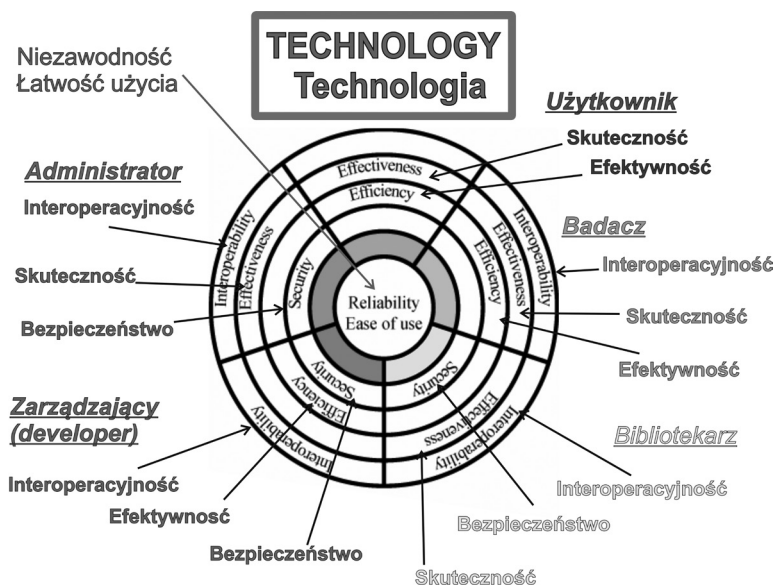 TECHNOLOGY
Technologia
Niezawodność
Łatwość użycia
Użytkownik
Skuteczność
Efektywność
Administrator
Interoperacyjność
Skuteczność
Bezpieczeństwo
Badacz
Interoperacyjność
Skuteczność
Efektywność
Zarządzający
(developer)
Interoperacyjność
Efektywnosć
Bezpieczeństwo
Bibliotekarz
Interoperacyjność
Bezpieczeństwo
Skuteczność
Effectiveness
Efficiency
Interoperability
Effectiveness
Security
Interoperability
Effectiveness
Efficiency
Reliability
Ease of use
Security
Efficiency
Interoperability
Security
Effectiveness
Interoperability